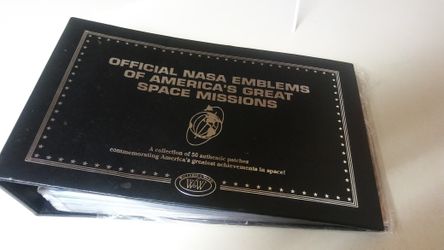 OFFICIAL NASA EMBLEMS
OF AMERICA'S GREAT
SPACE MISSIONS
A collection of 50 authentic patches
commemorating America's greatest achievements in space!
W&W